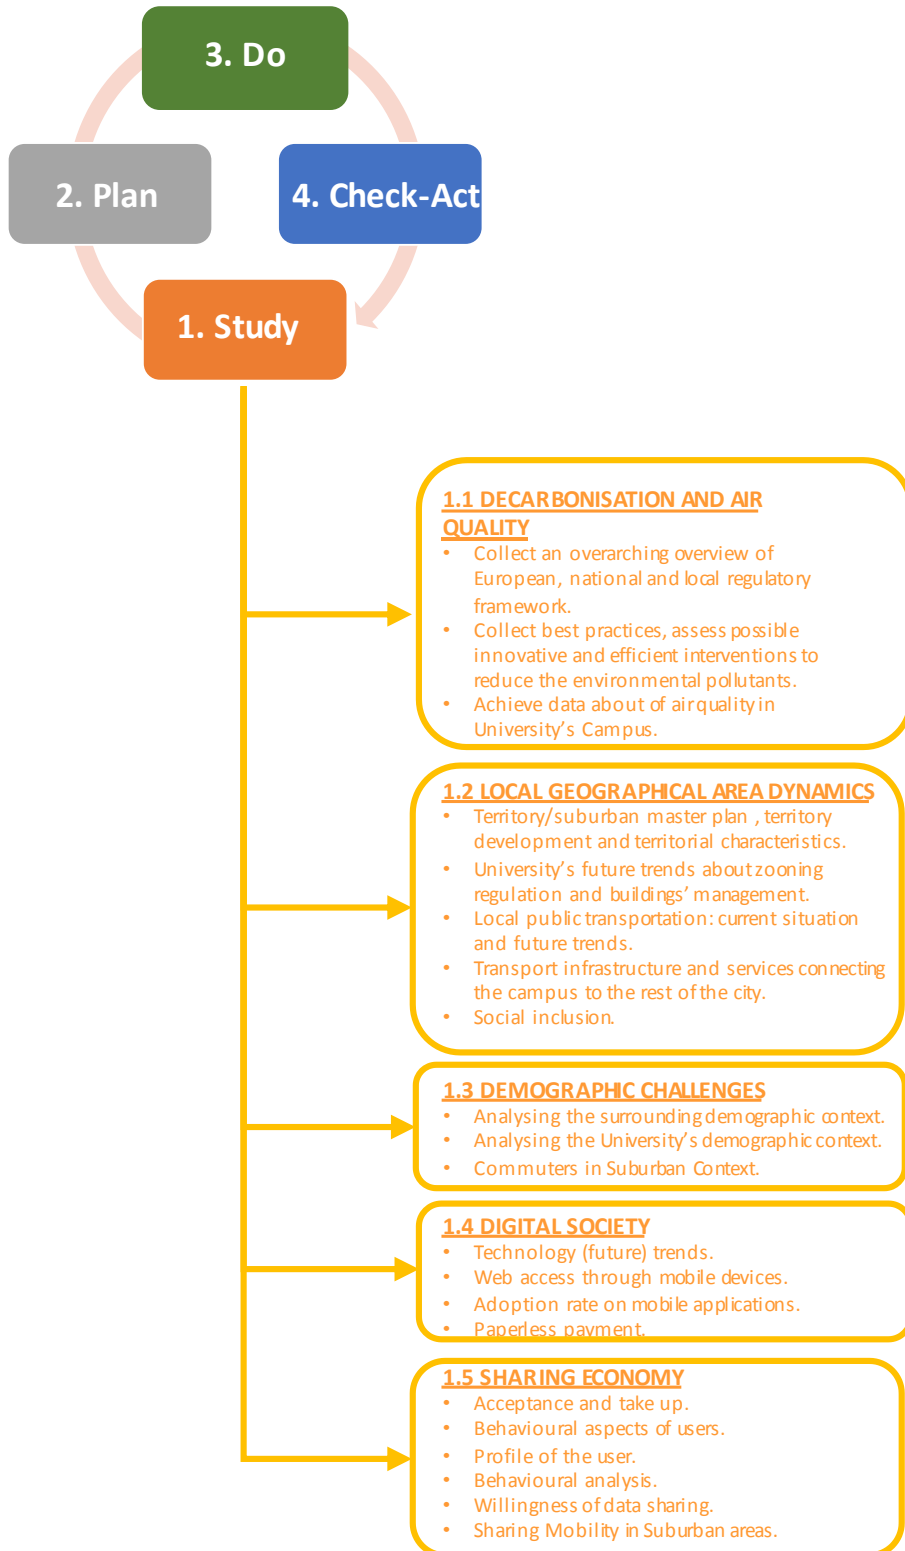 3. Do
2. Plan
4. Check-Act
1. Study
1.1 DECARBONISATION AND AIR
QUALITY
• Collect an overarching overview of
European, national and local regulatory
framework.
• Collect best practices, assess possible
innovative and efficient interventions to
reduce the environmental pollutants.
• Achieve data about of air quality in
University’s Campus.
1.2 LOCAL GEOGRAPHICAL AREA DYNAMICS
• Territory/suburban master plan , territory
development and territorial characteristics.
• University’s future trends about zooning
regulation and buildings’ management.
• Local public transportation: current situation
and future trends.
• Transport infrastructure and services connecting
the campus to the rest of the city.
• Social inclusion.
1.3 DEMOGRAPHIC CHALLENGES
• Analysing the surrounding demographic context.
• Analysing the University’s demographic context.
• Commuters in Suburban Context.
1.4 DIGITAL SOCIETY
• Technology (future) trends.
• Web access through mobile devices.
• Adoption rate on mobile applications.
• Paperless payment.
1.5 SHARING ECONOMY
• Acceptance and take up.
• Behavioural aspects of users.
• Profile of the user.
• Behavioural analysis.
• Willingness of data sharing.
• Sharing Mobility in Suburban areas.